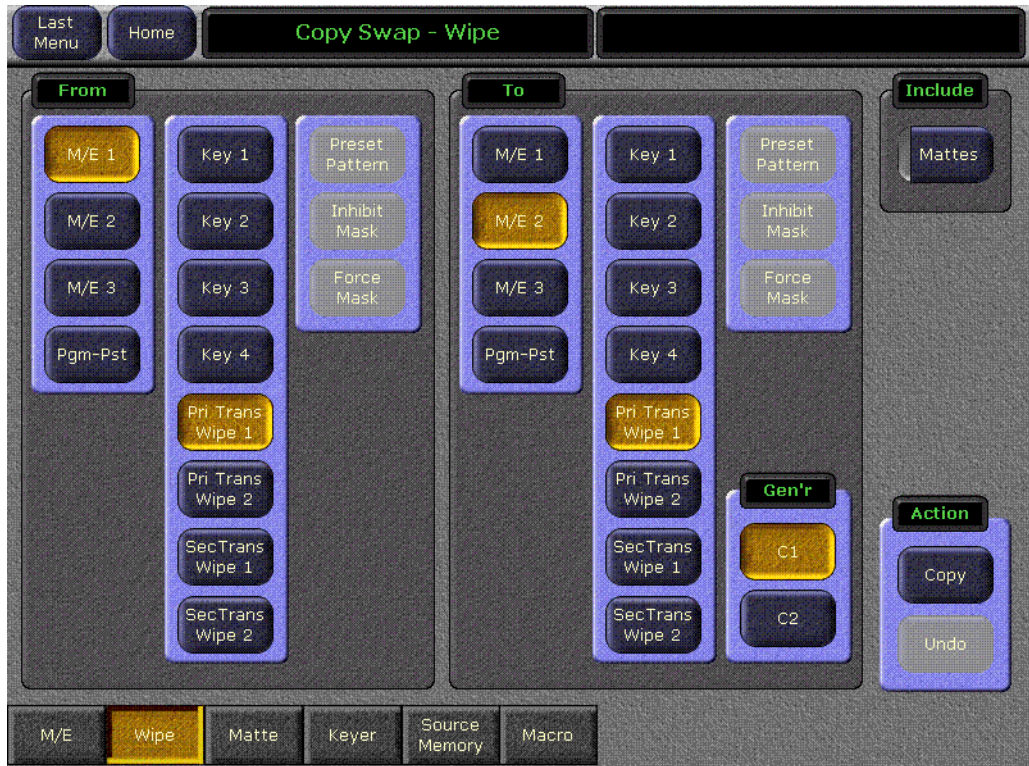 Last
Menu
Home
Copy Swap - Wipe
From
M/E 1
M/E 2
M/E 3
Pgm-Pst
Key 1
Key 2
Key 3
Key 4
Pri Trans
Wipe 1
Pri Trans
Wipe 2
SecTrans
Wipe 1
SecTrans
Wipe 2
Preset
Pattern
Inhibit
Mask
Force
Mask
To
M/E 1
M/E 2
M/E 3
Pgm-Pst
Key 1
Key 2
Key 3
Key 4
Pri Trans
Wipe 1
Pri Trans
Wipe 2
SecTrans
Wipe 1
SecTrans
Wipe 2
Preset
Pattern
Inhibit
Mask
Force
Mask
Gen'r
C1
C2
Include
Mattes
Action
Copy
Undo
M/E
Wipe
Matte
Keyer
Source
Memory
Macro